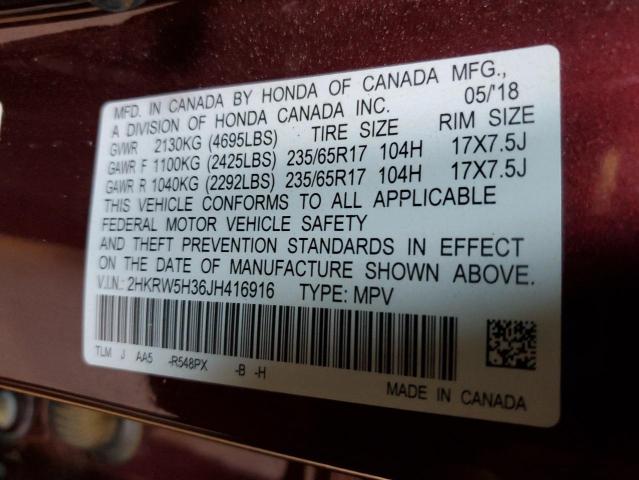 MFD. IN CANADA BY HONDA OF CANADA MFG.,
A DIVISION OF HONDA CANADA INC. 05/'18
GVWR 2130KG (4695LBS) TIRE SIZE RIM SIZE
GAWR F 1100KG (2425LBS) 235/65R17 104H 17X7.5J
GAWR R 1040KG (2292LBS) 235/65R17 104H 17X7.5J
THIS VEHICLE CONFORMS TO ALL APPLICABLE
FEDERAL MOTOR VEHICLE SAFETY
AND THEFT PREVENTION STANDARDS IN EFFECT
ON THE DATE OF MANUFACTURE SHOWN ABOVE.
V.I.N.: 2HKRW5H36JH416916 TYPE: MPV
TLM J AA5 -R548PX -B -H
MADE IN CANADA